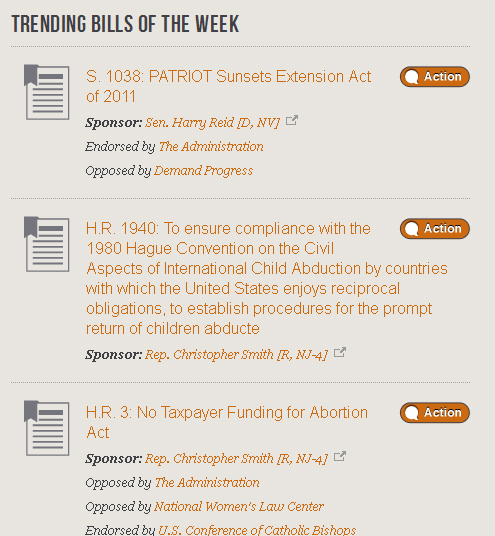 TRENDING BILLS OF THE WEEK
S. 1038: PATRIOT Sunsets Extension Act
of 2011
Action
Sponsor: Sen. Harry Reid [D, NV]
Endorsed by The Administration
Opposed by Demand Progress
H.R. 1940: To ensure compliance with the
1980 Hague Convention on the Civil
Aspects of International Child Abduction by countries
with which the United States enjoys reciprocal
obligations, to establish procedures for the prompt
return of children abducte
Action
Sponsor: Rep. Christopher Smith [R, NJ-4]
H.R. 3: No Taxpayer Funding for Abortion
Act
Action
Sponsor: Rep. Christopher Smith [R, NJ-4]
Opposed by The Administration
Opposed by National Women's Law Center
Endorsed by U.S. Conference of Catholic Bishops